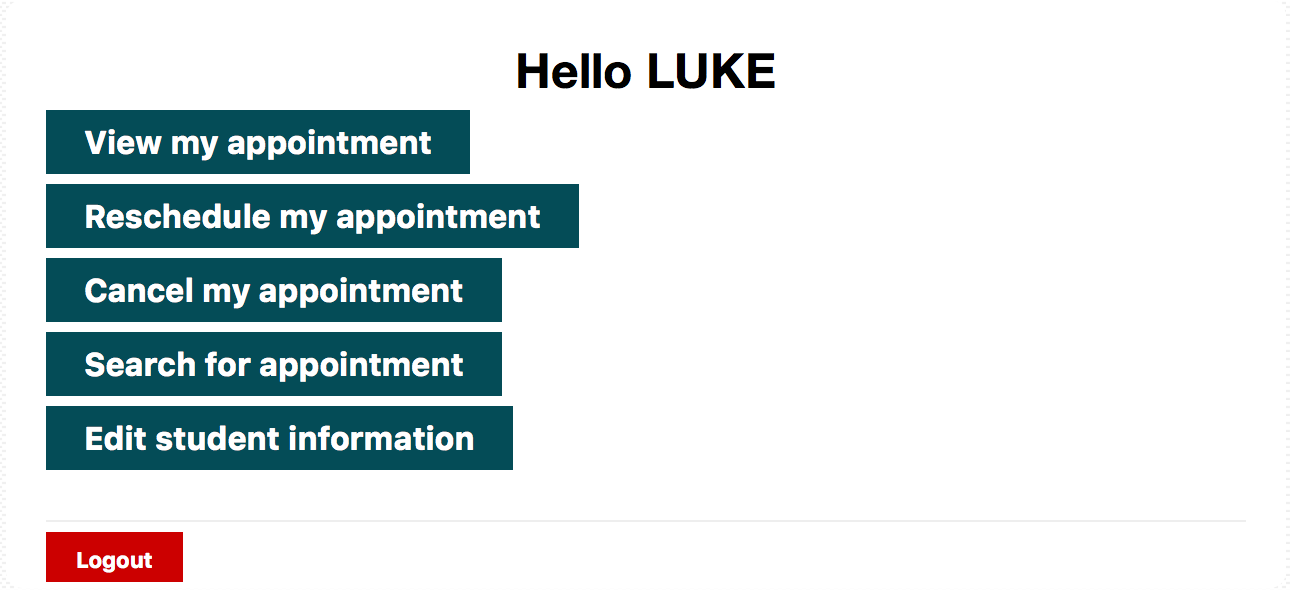 Hello LUKE
View my appointment
Reschedule my appointment
Cancel my appointment
Search for appointment
Edit student information
Logout